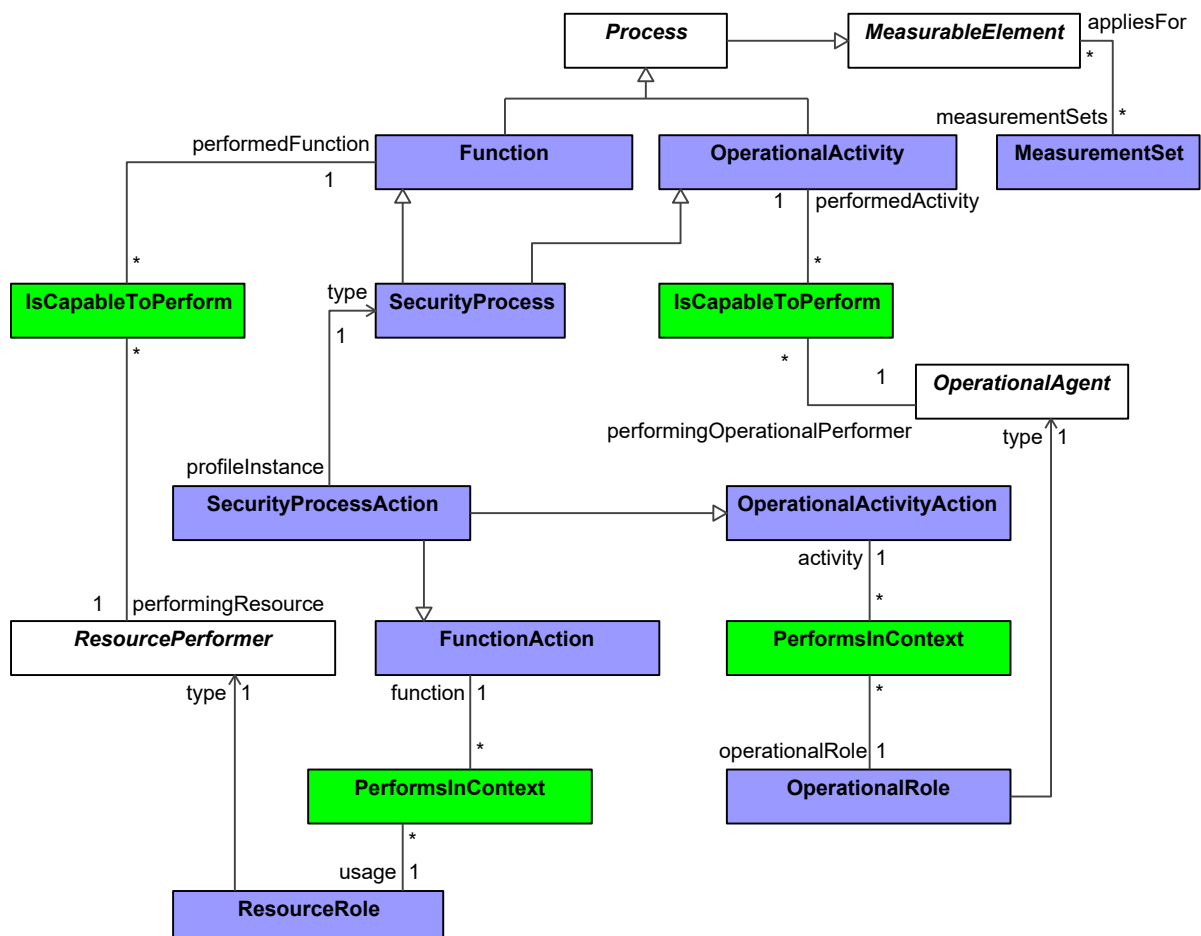 Process
MeasurableElement
appliesFor
*
measurementSets
*
performedFunction
1
Function
OperationalActivity
MeasurementSet
1
performedActivity
*
*
IsCapableToPerform
type
1
SecurityProcess
IsCapableToPerform
*
*
1
OperationalAgent
performingOperationalPerformer
type
1
profileInstance
SecurityProcessAction
OperationalActivityAction
activity
1
*
1
performingResource
ResourcePerformer
FunctionAction
PerformsInContext
type
1
function
1
*
*
operationalRole
1
PerformsInContext
OperationalRole
*
usage
1
ResourceRole